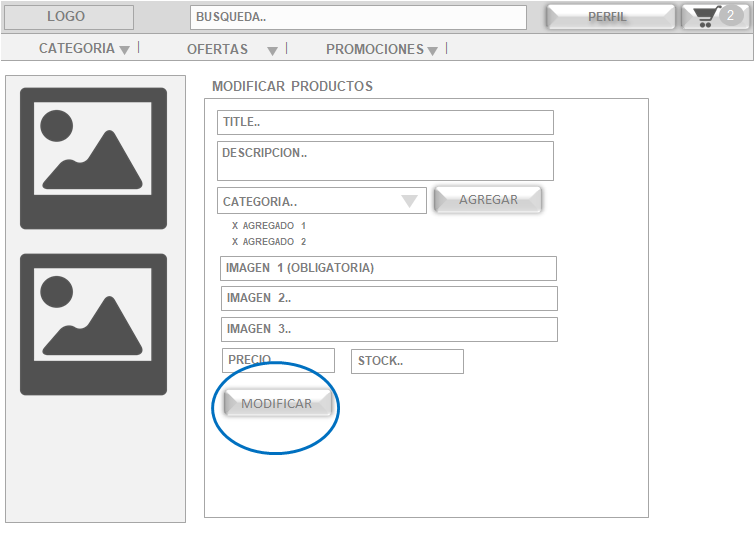 LOGO
BUSQUEDA..
PERFIL
2
CATEGORIA
OFERTAS
PROMOCIONES
MODIFICAR PRODUCTOS
TITLE..
DESCRIPCION..
CATEGORIA..
AGREGAR
X AGREGADO 1
X AGREGADO 2
IMAGEN 1 (OBLIGATORIA)
IMAGEN 2..
IMAGEN 3..
PRECIO
STOCK..
MODIFICAR